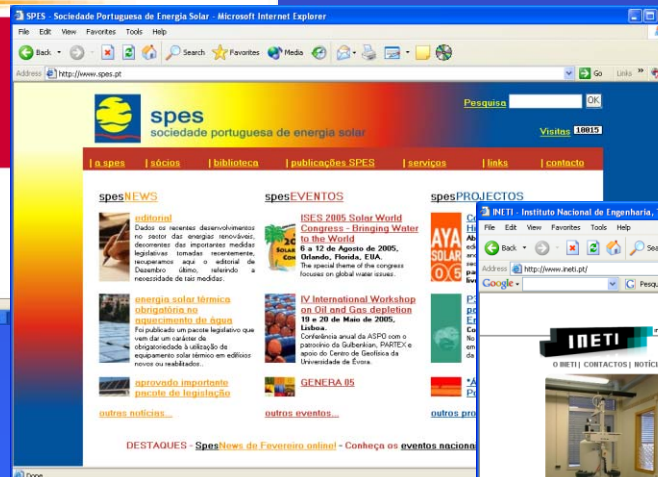 SPES - Sociedade Portuguesa de Energia Solar - Microsoft Internet Explorer
File Edit View Favorites Tools Help
Back Search Favorites Media
Address http://www.spes.pt Go Links
spes
sociedade portuguesa de energia solar
Pesquisa OK
Visitas 10015
| a spes | sócios | biblioteca | publicações SPES | serviços | links | contacto
spesNEWS
editorial
Dados os recentes desenvolvimentos
no sector das energias renováveis,
decorrentes das importantes medidas
legislativas tomadas recentemente,
recuperamos aqui o editorial de
Dezembro último, referindo a
necessidade de tais medidas.
energia solar térmica
obrigatória no
aquecimento de água
Foi publicado um pacote legislativo que
vem dar um caráter de
obrigatoriedade à utilização de
equipamento solar térmico em edifícios
novos ou reabilitados..
aprovado importante
pacote de legislação
outras notícias...
spesEVENTOS
ISES 2005 Solar World
Congress - Bringing Water
to the World
6 a 12 de Agosto de 2005,
Orlando, Florida, EUA.
The special theme of the congress
focuses on global water issues.
IV International Workshop
on Oil and Gas depletion
19 e 20 de Maio de 2005,
Lisboa.
Conferência anual da ASPO com o
patrocínio da Gulbenkian, PARTEX e
apoio do Centro de Geofísica da
Universidade de Évora.
GENERA 05
outros eventos...
spesPROJECTOS
AYA
SOLAR
05
outros pro
DESTAQUES - SpesNews de Fevereiro online! - Conheça os eventos naciona
Done
INETI - Instituto Nacional de Engenharia,
File Edit View Favorites Tools Help
Back Sea
Address http://www.ineti.pt/
Google Pesqu
INETI
O INETI | CONTACTOS | NOTÍC